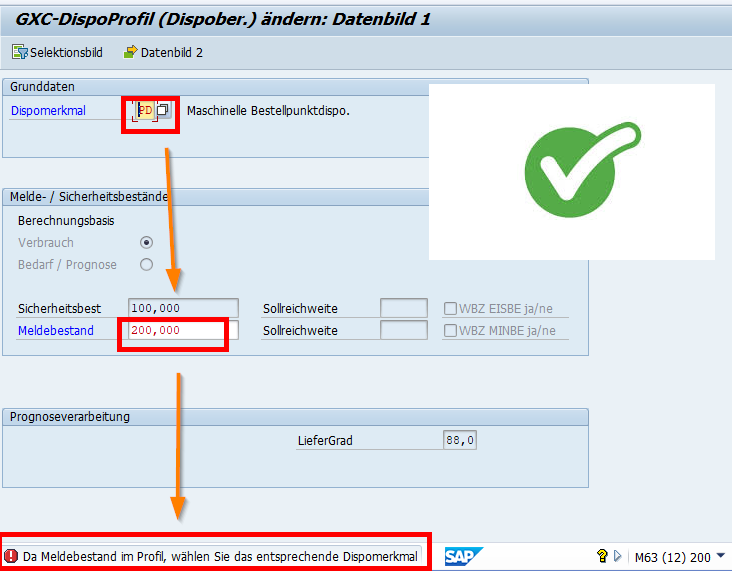 GXC-DispoProfil (Dispober.) ändern: Datenbild 1
Selektionsbild Datenbild 2
Grunddaten
Dispomerkmal PD Maschinelle Bestellpunktdispo.
Melde- / Sicherheitsbestände
Berechnungsbasis
Verbrauch
Bedarf / Prognose
Sicherheitsbest 100,000 Sollreichweite WBZ EISBE ja/ne
Meldebestand 200,000 Sollreichweite WBZ MINBE ja/ne
Prognoseverarbeitung
LieferGrad 88,0
Da Meldebestand im Profil, wählen Sie das entsprechende Dispomerkmal SAP M63 (12) 200